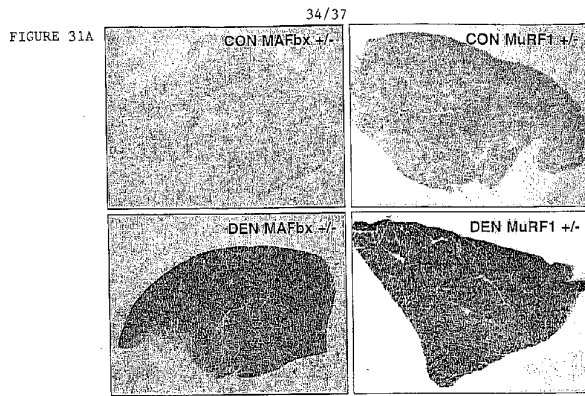 34/37
FIGURE 31A
CON MAFbx +/-
CON MuRF1 +/-
DEN MAFbx +/-
DEN MuRF1 +/-